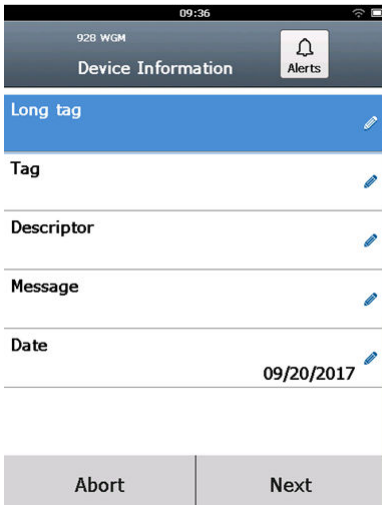 09:36
928 WGM
Device Information
Alerts
Long tag
Tag
Descriptor
Message
Date
09/20/2017
Abort
Next